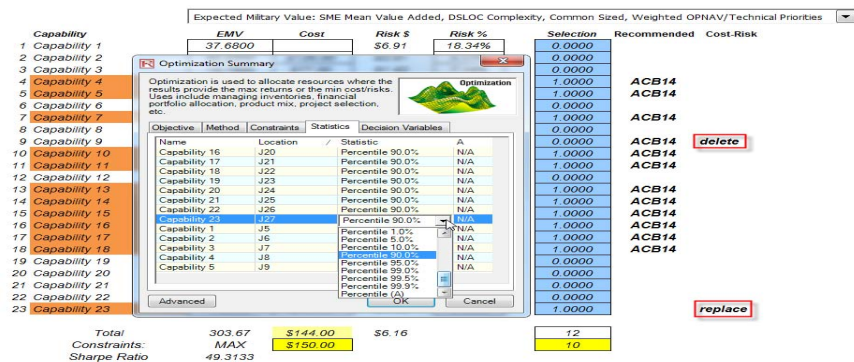 Expected Military Value: SME Mean Value Added, DSLOC Complexity, Common Sized, Weighted OPNAV/Technical Priorities
Capability EMV Cost Risk $ Risk % Selection Recommended Cost-Risk
1 Capability 1 37.6800 $6.91 18.34% 0.0000
2 Capability 2 0.0000
3 Capability 3 0.0000
4 Capability 4 1.0000 ACB14
5 Capability 5 1.0000 ACB14
6 Capability 6 0.0000
7 Capability 7 1.0000 ACB14
8 Capability 8 0.0000
9 Capability 9 0.0000 ACB14 delete
10 Capability 10 1.0000 ACB14
11 Capability 11 1.0000 ACB14
12 Capability 12 0.0000
13 Capability 13 1.0000 ACB14
14 Capability 14 1.0000 ACB14
15 Capability 15 1.0000 ACB14
16 Capability 16 1.0000 ACB14
17 Capability 17 1.0000 ACB14
18 Capability 18 1.0000 ACB14
19 Capability 19 0.0000
20 Capability 20 0.0000
21 Capability 21 0.0000
22 Capability 22 0.0000
23 Capability 23 1.0000 replace
Total 303.67 $144.00 $6.16 12
Constraints: MAX $150.00 10
Sharpe Ratio 49.3133
Optimization Summary
Optimization is used to allocate resources where the
results provide the max returns or the min cost/risks.
Uses include managing inventories, financial
portfolio allocation, product mix, project selection,
etc.
Optimization
Objective Method Constraints Statistics Decision Variables
Name Location / Statistic A
Capability 16 J20 Percentile 90.0% N/A
Capability 17 J21 Percentile 90.0% N/A
Capability 18 J22 Percentile 90.0% N/A
Capability 19 J23 Percentile 90.0% N/A
Capability 20 J24 Percentile 90.0% N/A
Capability 21 J25 Percentile 90.0% N/A
Capability 22 J26 Percentile 90.0% N/A
Capability 23 J27 Percentile 90.0% N/A
Capability 1 J5 Percentile 1.0% N/A
Capability 2 J6 Percentile 5.0% N/A
Capability 3 J7 Percentile 10.0% N/A
Capability 4 J8 Percentile 90.0% N/A
Capability 5 J9 Percentile 95.0% N/A
Percentile 99.0%
Percentile 99.5%
Percentile 99.9%
Percentile (A)
Advanced OK Cancel